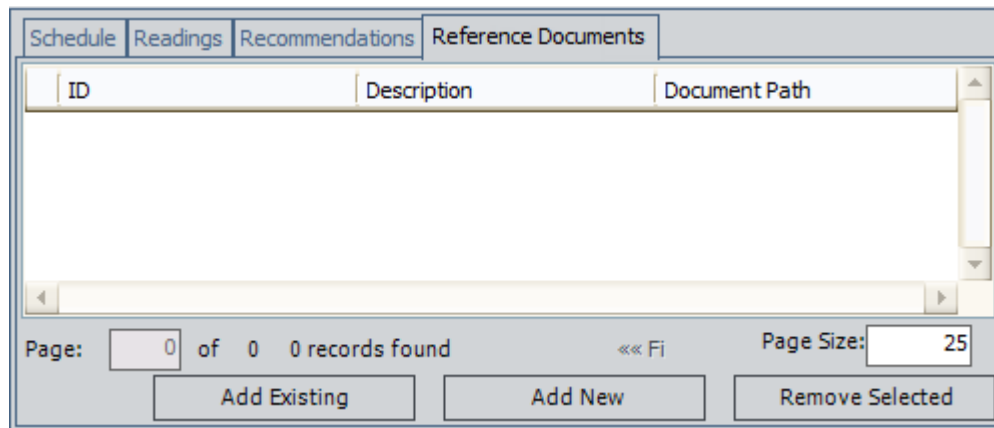 Schedule Readings Recommendations Reference Documents
ID Description Document Path
Page: 0 of 0 0 records found «« Fi Page Size: 25
Add Existing Add New Remove Selected